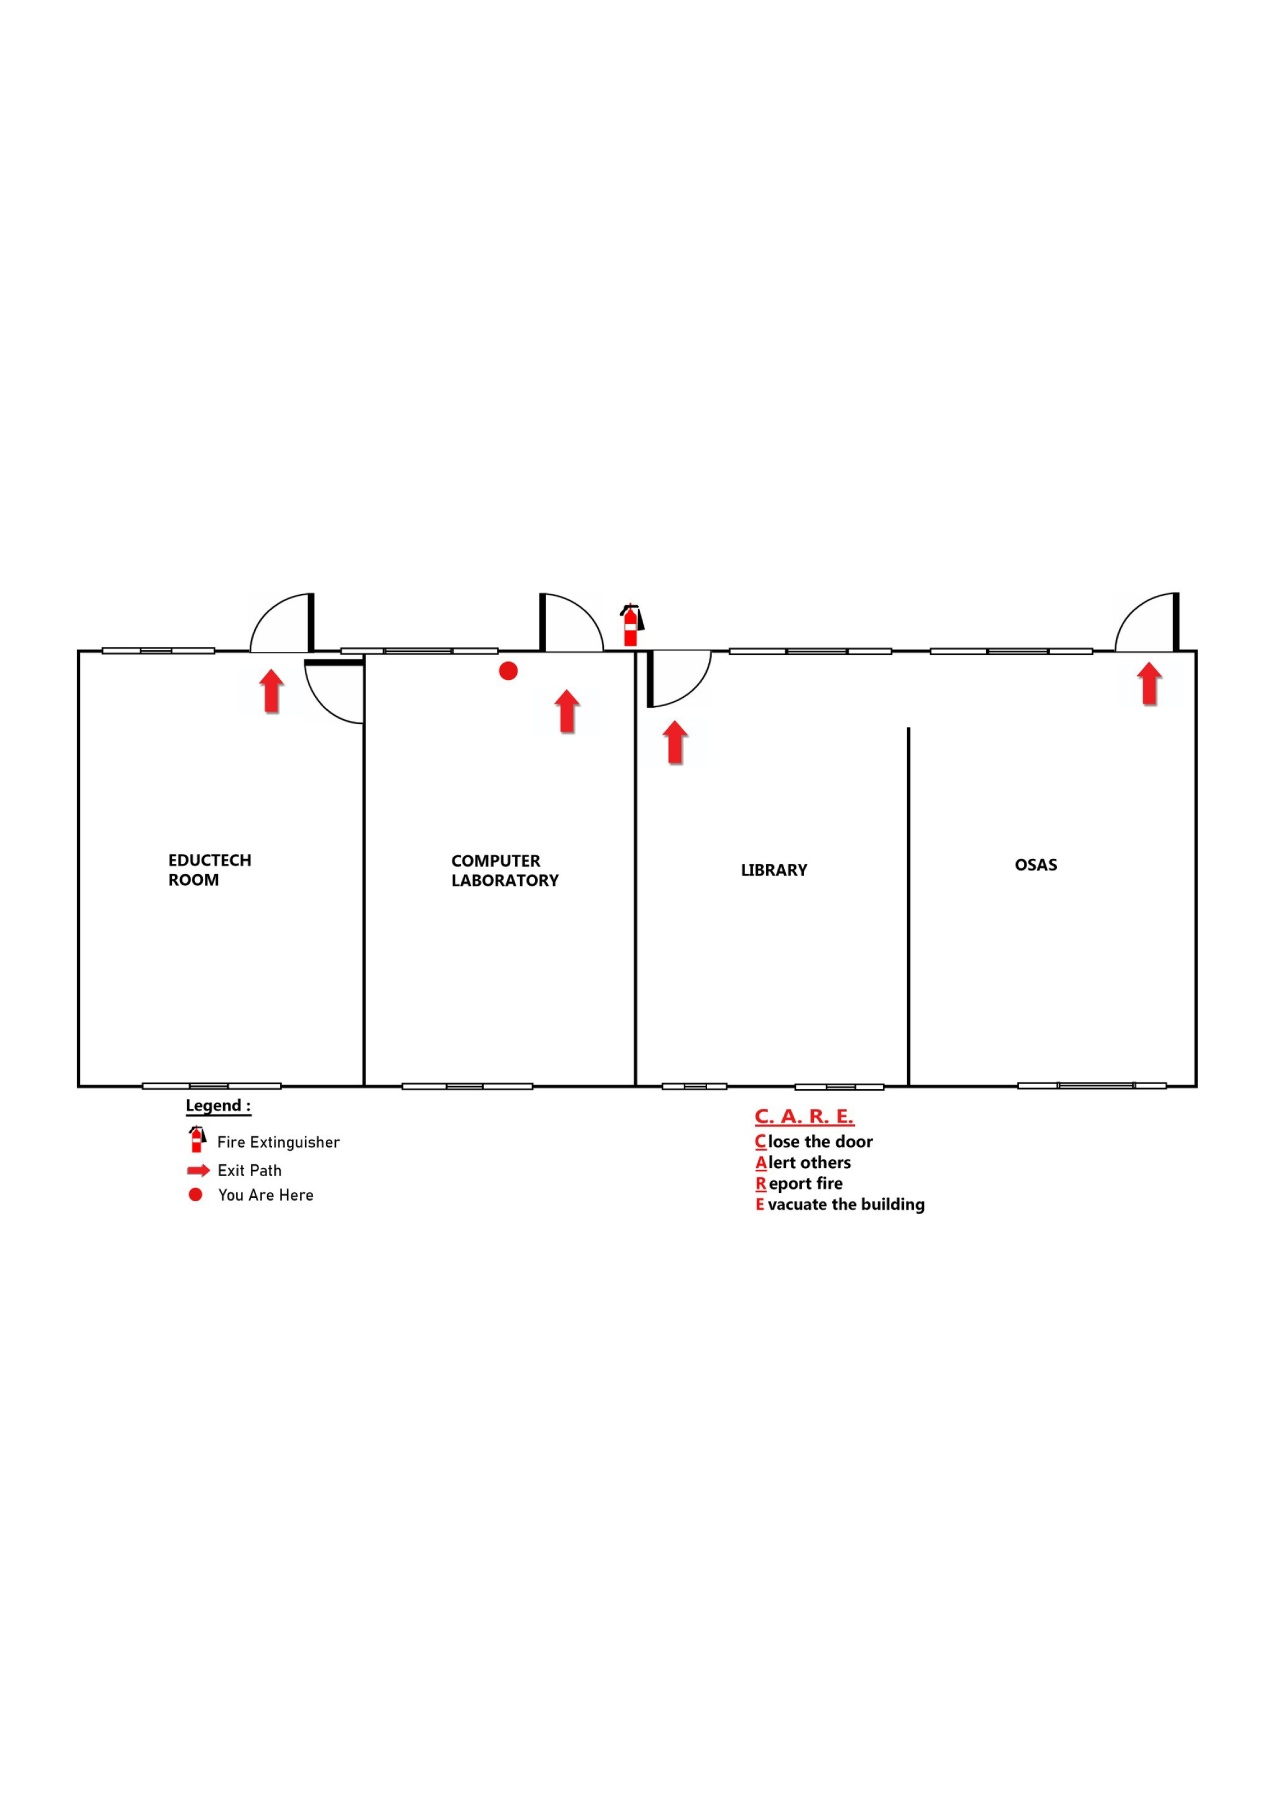 EDUCTECH
ROOM
COMPUTER
LABORATORY
LIBRARY
OSAS
Legend :
Fire Extinguisher
Exit Path
You Are Here
C. A. R. E.
Close the door
Alert others
Report fire
Evacuate the building